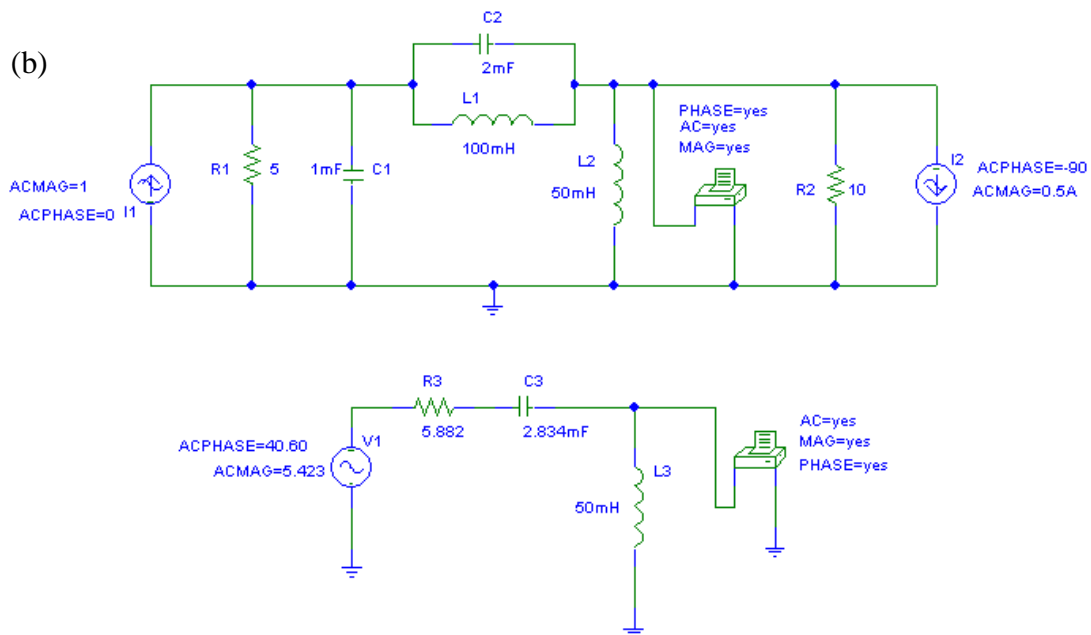 (b)
C2
2mF
L1
100mH
PHASE=yes
AC=yes
MAG=yes
ACMAG=1
ACPHASE=0
I1
R1
5
1mF
C1
L2
50mH
R2
10
I2
ACPHASE=-90
ACMAG=0.5A
R3
5.882
C3
2.834mF
ACPHASE=40.60
ACMAG=5.423
V1
L3
50mH
AC=yes
MAG=yes
PHASE=yes